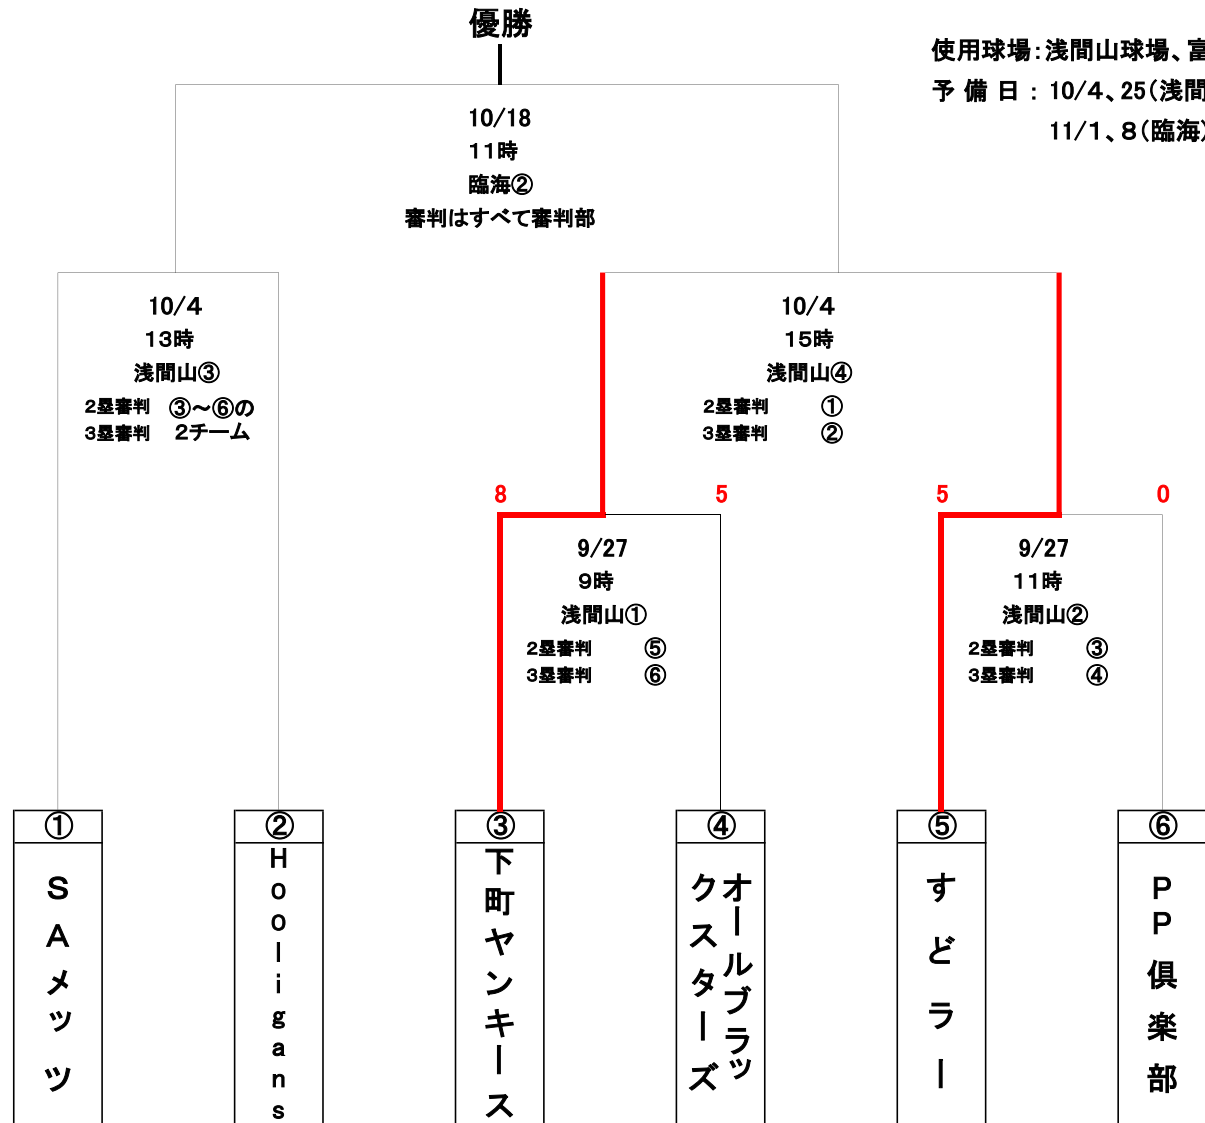 優勝
使用球場：浅間山球場、富
予 備 日 ： 10/4、25(浅間
11/1、8(臨海)
10/18
11時
臨海②
審判はすべて審判部
10/4
13時
浅間山③
2塁審判 ③～⑥の
3塁審判 2チーム
10/4
15時
浅間山④
2塁審判 ①
3塁審判 ②
8 5 5 0
9/27
9時
浅間山①
2塁審判 ⑤
3塁審判 ⑥
9/27
11時
浅間山②
2塁審判 ③
3塁審判 ④
①
SAメッツ
②
Hooligans
③
下町ヤンキース
④
オールブラッ
クスターズ
⑤
すどラー
⑥
PP倶楽部